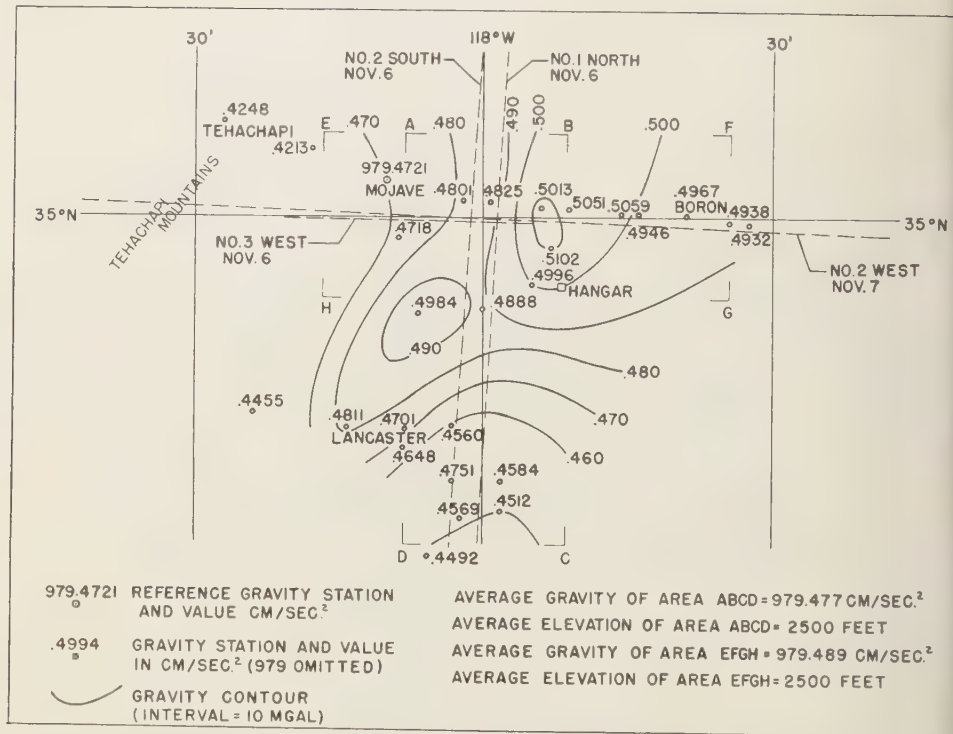 30'
118°W
30'
NO.2 SOUTH
NOV.6
NO.1 NORTH
NOV.6
.4248
TEHACHAPI
.4213
E
.470
A
.480
.490
.500
B
.500
F
979.4721
MOJAVE
.4801
.4825
.5013
.5051
.5059
.4967
BORON
.4938
35°N
35°N
TEHACHAPI
MOUNTAINS
.4718
.4946
.4932
NO.3 WEST
NOV.6
.5102
.4996
HANGAR
NO.2 WEST
NOV.7
H
.4984
.4888
G
.490
.480
.4455
.4811
.4701
.470
LANCASTER
.4560
.4648
.460
.4751
.4584
.4569
.4512
D
.4492
C
979.4721 REFERENCE GRAVITY STATION
AND VALUE CM/SEC.²
.4994 GRAVITY STATION AND VALUE
IN CM/SEC.² (979 OMITTED)
GRAVITY CONTOUR
(INTERVAL = 10 MGAL)
AVERAGE GRAVITY OF AREA ABCD = 979.477 CM/SEC.²
AVERAGE ELEVATION OF AREA ABCD = 2500 FEET
AVERAGE GRAVITY OF AREA EFGH = 979.489 CM/SEC.²
AVERAGE ELEVATION OF AREA EFGH = 2500 FEET